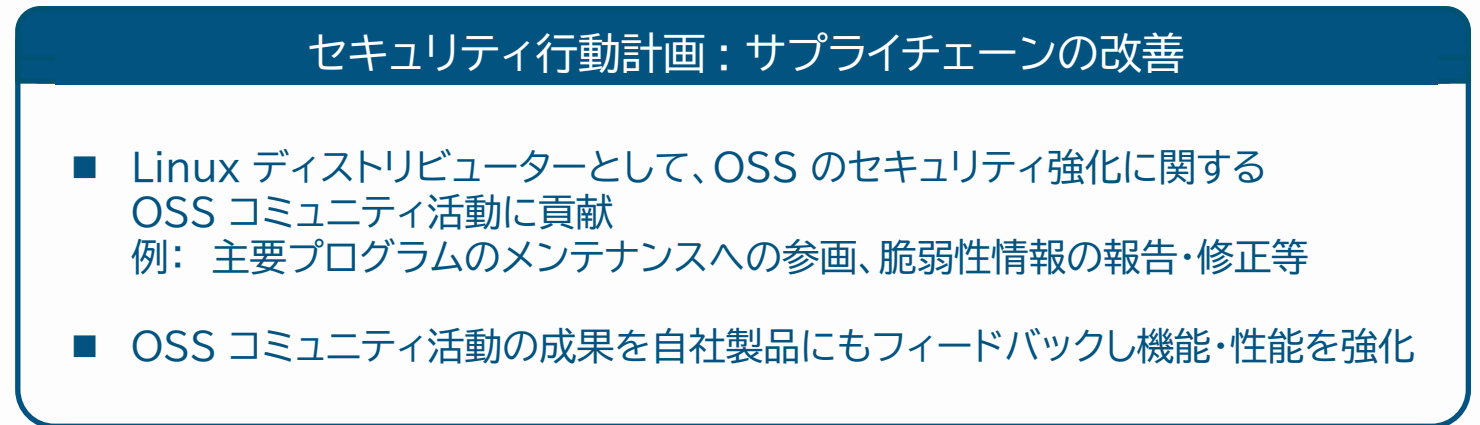 セキュリティ行動計画：サプライチェーンの改善
■ Linux ディストリビューターとして、OSS のセキュリティ強化に関する
OSS コミュニティ活動に貢献
例： 主要プログラムのメンテナンスへの参画、脆弱性情報の報告・修正等
■ OSS コミュニティ活動の成果を自社製品にもフィードバックし機能・性能を強化